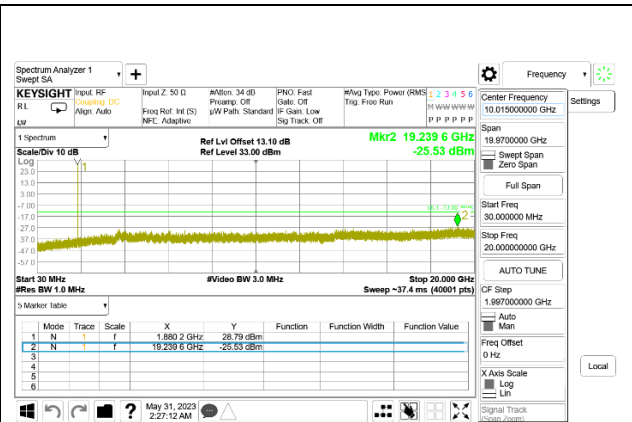 Spectrum Analyzer 1
Swept SA
Frequency
KEYSIGHT
RL
Input: RF
Coupling: DC
Align: Auto
Input Z: 50 Ω
Freq Ref: Int (S)
NFE: Adaptive
#Atten: 34 dB
Preamp: Off
µW Path: Standard
PNO: Fast
Gate: Off
IF Gain: Low
Sig Track: Off
#Avg Type: Power (RMS
Trig: Free Run
1 2 3 4 5 6
M W W W W W
P P P P P P
Center Frequency
10.015000000 GHz
Settings
Span
19.9700000 GHz
Swept Span
Zero Span
Full Span
Start Freq
30.000000 MHz
Stop Freq
20.000000000 GHz
AUTO TUNE
CF Step
1.997000000 GHz
Auto
Man
Freq Offset
0 Hz
X Axis Scale
Log
Lin
Signal Track
(Span Zoom)
Local
1 Spectrum
Scale/Div 10 dB
Ref Lvl Offset 13.10 dB
Ref Level 33.00 dBm
Mkr2 19.239 6 GHz
-25.53 dBm
Log
23.0
13.0
3.00
-7.00
-17.0
-27.0
-37.0
-47.0
-57.0
1
2
Start 30 MHz
#Res BW 1.0 MHz
#Video BW 3.0 MHz
Stop 20.000 GHz
Sweep ~37.4 ms (40001 pts)
5 Marker Table
Mode Trace Scale X Y Function Function Width Function Value
1 N 1 f 1.880 2 GHz 28.79 dBm
2 N 1 f 19.239 6 GHz -25.53 dBm
3
4
5
6
?
May 31, 2023
2:27:12 AM